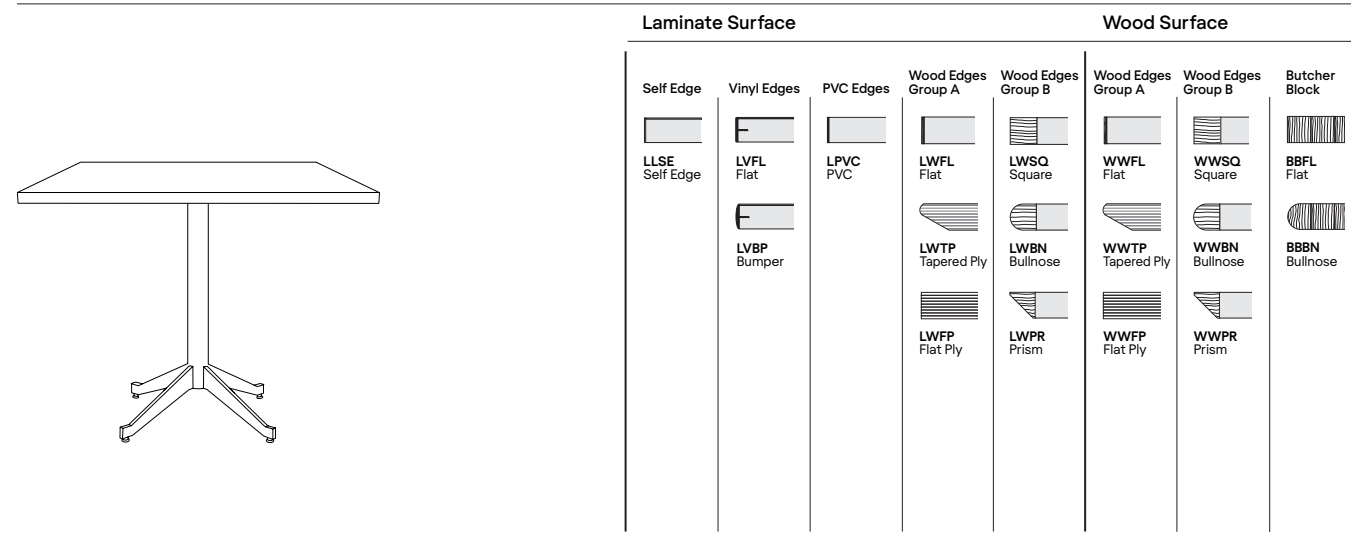 Laminate Surface
Wood Surface
Self Edge
Vinyl Edges
PVC Edges
Wood Edges
Group A
Wood Edges
Group B
Wood Edges
Group A
Wood Edges
Group B
Butcher
Block
LLSE
Self Edge
LVFL
Flat
LPVC
PVC
LWFL
Flat
LWSQ
Square
WWFL
Flat
WWSQ
Square
BBFL
Flat
LVBP
Bumper
LWTP
Tapered Ply
LWBN
Bullnose
WWTP
Tapered Ply
WWBN
Bullnose
BBBN
Bullnose
LWFP
Flat Ply
LWPR
Prism
WWFP
Flat Ply
WWPR
Prism